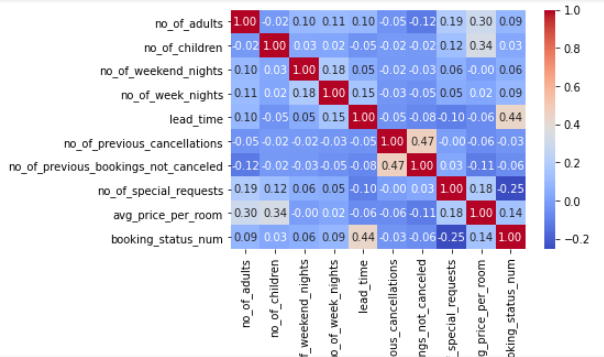 no_of_adults 1.00 -0.02 0.10 0.11 0.10 -0.05 -0.12 0.19 0.30 0.09
no_of_children -0.02 1.00 0.03 0.02 -0.05 -0.02 -0.02 0.12 0.34 0.03
no_of_weekend_nights 0.10 0.03 1.00 0.18 0.05 -0.02 -0.03 0.06 -0.00 0.06
no_of_week_nights 0.11 0.02 0.18 1.00 0.15 -0.03 -0.05 0.05 0.02 0.09
lead_time 0.10 -0.05 0.05 0.15 1.00 -0.05 -0.08 -0.10 -0.06 0.44
no_of_previous_cancellations -0.05 -0.02 -0.02 -0.03 -0.05 1.00 0.47 -0.00 -0.06 -0.03
no_of_previous_bookings_not_canceled -0.12 -0.02 -0.03 -0.05 -0.08 0.47 1.00 0.03 -0.11 -0.06
no_of_special_requests 0.19 0.12 0.06 0.05 -0.10 -0.00 0.03 1.00 0.18 -0.25
avg_price_per_room 0.30 0.34 -0.00 0.02 -0.06 -0.06 -0.11 0.18 1.00 0.14
booking_status_num 0.09 0.03 0.06 0.09 0.44 -0.03 -0.06 -0.25 0.14 1.00
no_of_adults
no_of_children
of_weekend_nights
o_of_week_nights
lead_time
ous_cancellations
ngs_not_canceled
_special_requests
g_price_per_room
oking_status_num
1.0
0.8
0.6
0.4
0.2
0.0
−0.2